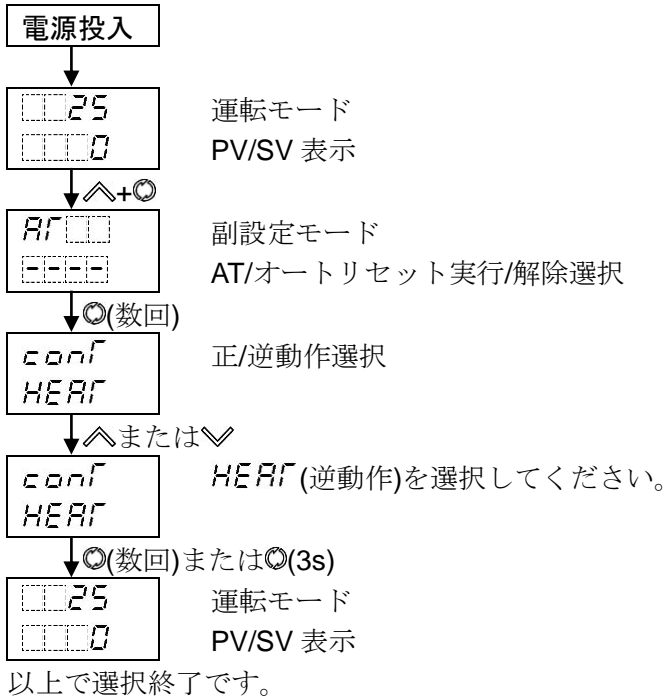 電源投入
25 運転モード
0 PV/SV 表示
+
AT 副設定モード
---- AT/オートリセット実行/解除選択
(数回)
conT 正/逆動作選択
HEAT
または
conT HEAT(逆動作)を選択してください。
HEAT
(数回)または(3s)
25 運転モード
0 PV/SV 表示
以上で選択終了です。